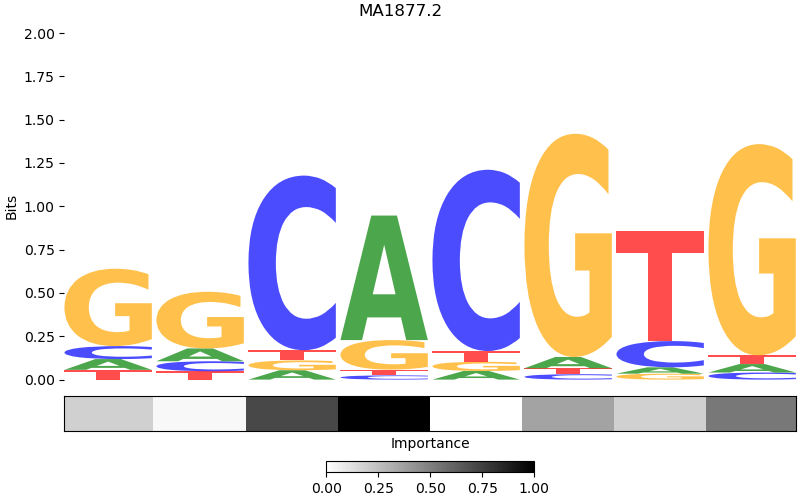 MA1877.2
2.00
1.75
1.50
1.25
1.00
0.75
0.50
0.25
0.00
Bits
G G C A C G T G
C A T G T A C T
A C G T G T A A
T T A C A C G C
Importance
0.00 0.25 0.50 0.75 1.00